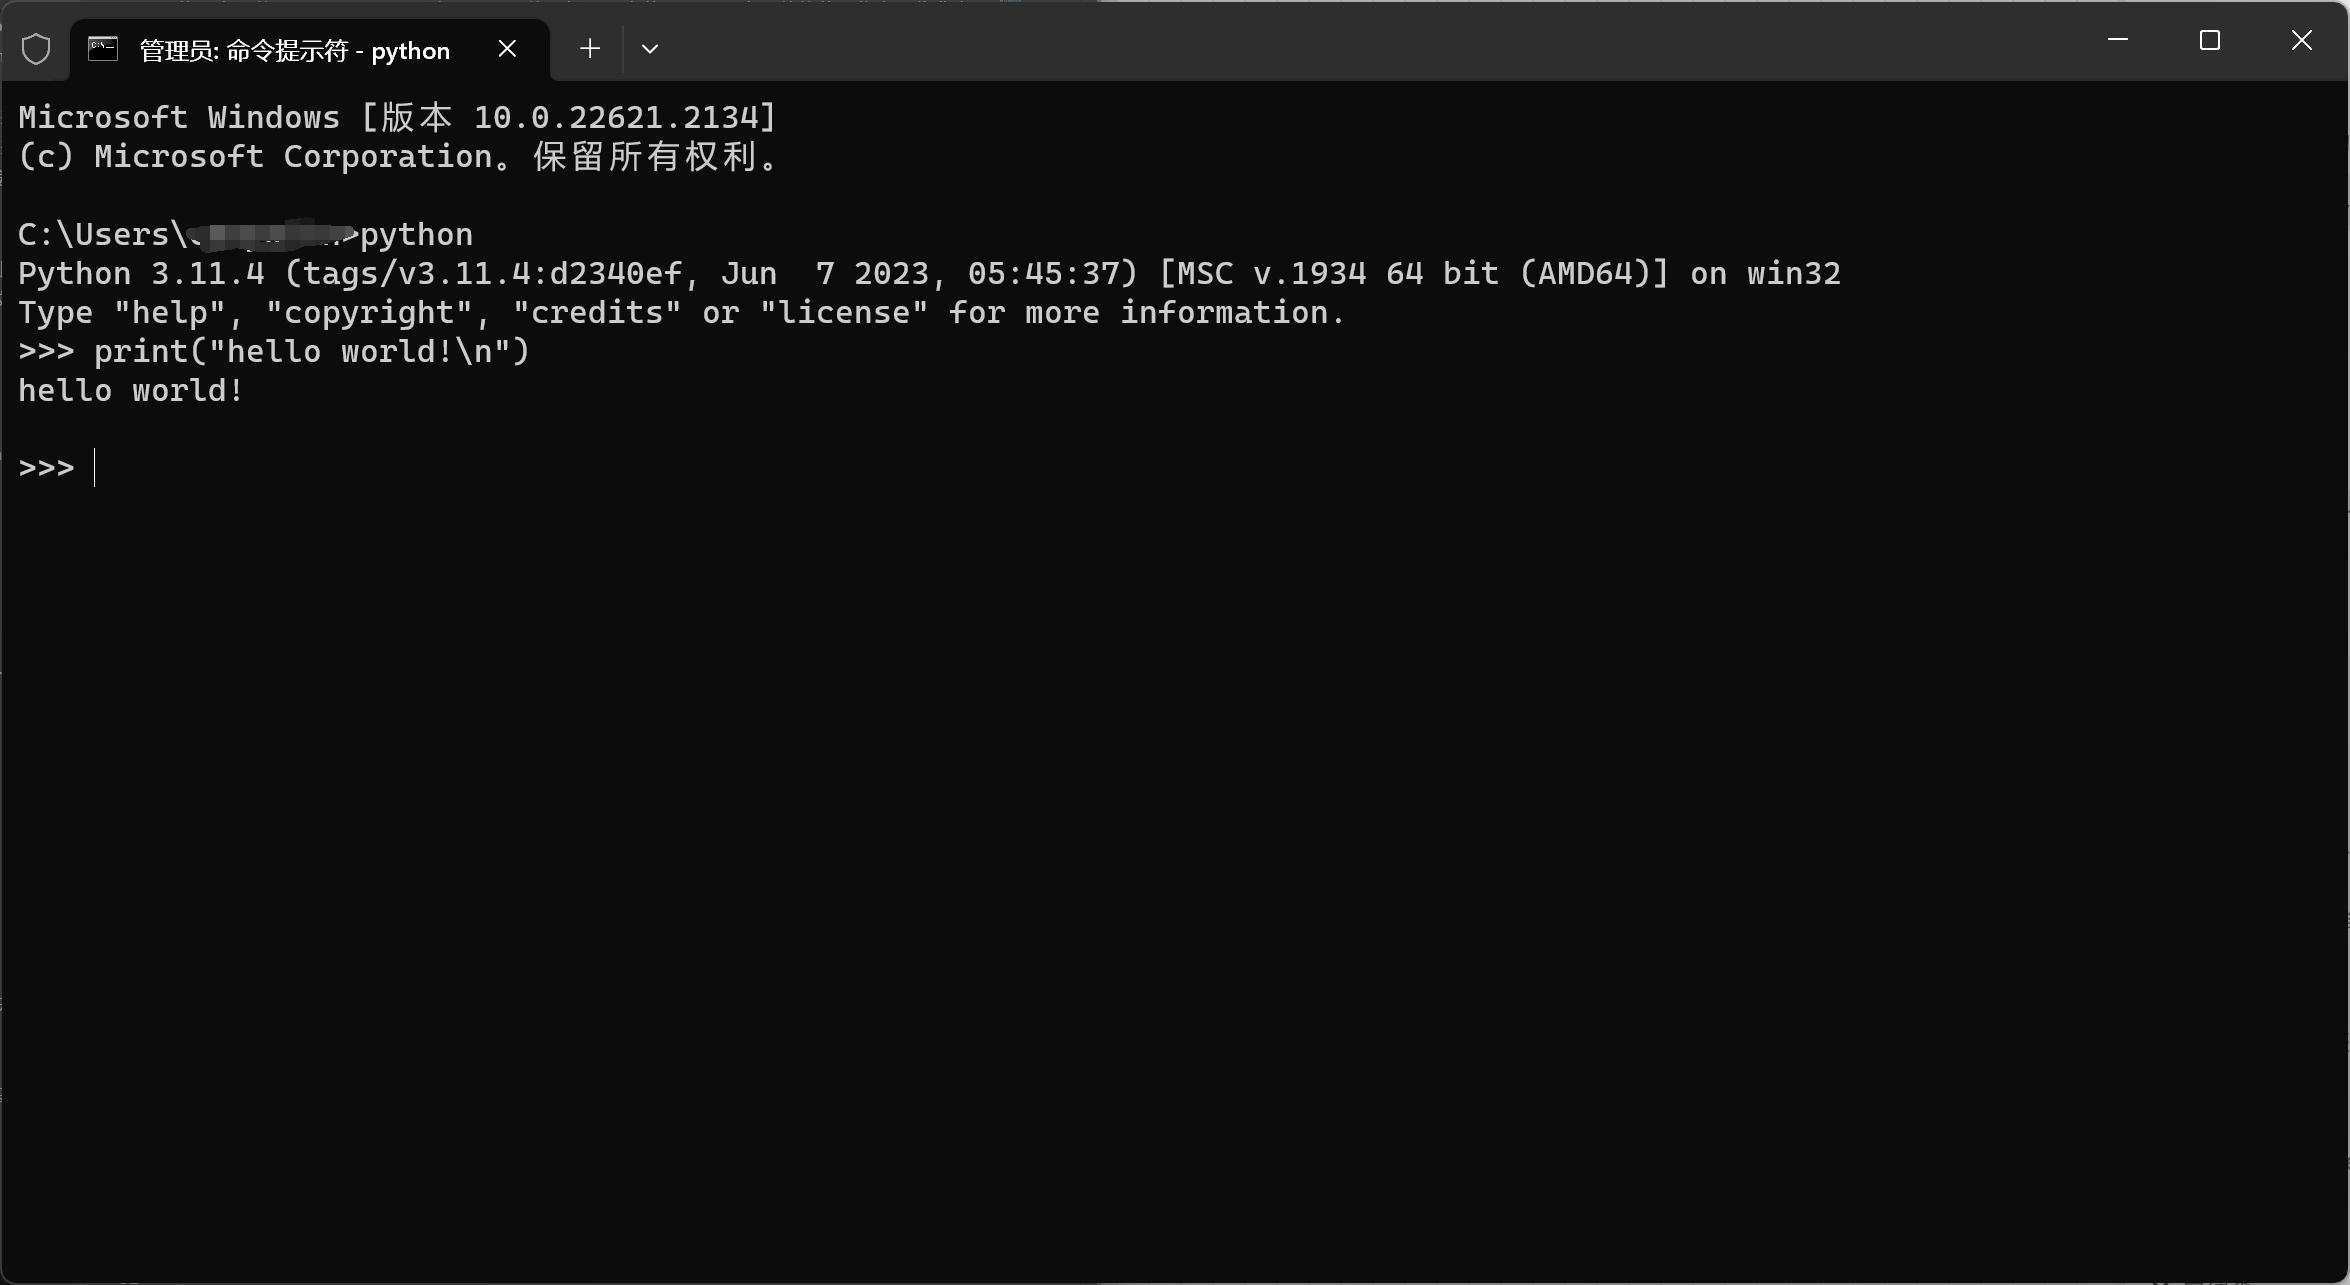 管理员: 命令提示符 - python
Microsoft Windows [版本 10.0.22621.2134]
(c) Microsoft Corporation。保留所有权利。
C:\Users\>python
Python 3.11.4 (tags/v3.11.4:d2340ef, Jun  7 2023, 05:45:37) [MSC v.1934 64 bit (AMD64)] on win32
Type "help", "copyright", "credits" or "license" for more information.
>>> print("hello world!\n")
hello world!
>>>